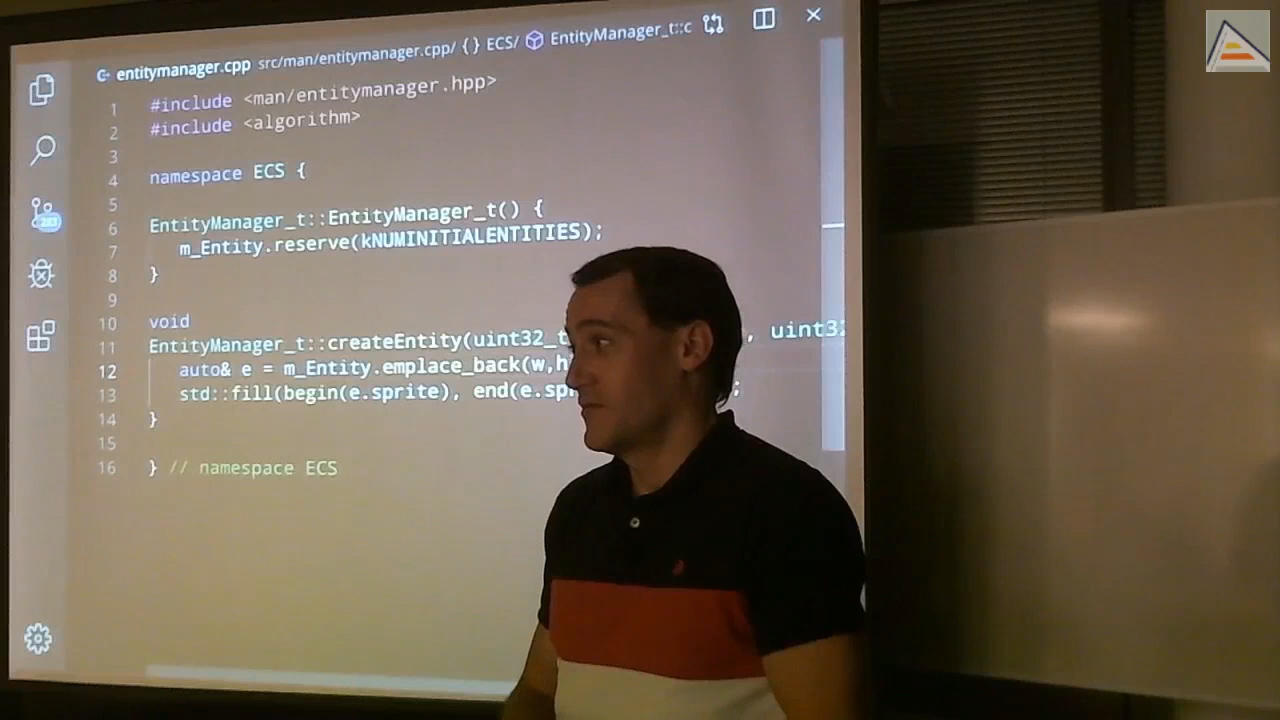 entitymanager.cpp src/man/entitymanager.cpp/ {} ECS/ EntityManager_t::c
1 #include <man/entitymanager.hpp>
2 #include <algorithm>
3
4 namespace ECS {
5
6 EntityManager_t::EntityManager_t() {
7 m_Entity.reserve(kNUMINITIALENTITIES);
8 }
9
10 void
11 EntityManager_t::createEntity(uint32_t , uint32
12 auto& e = m_Entity.emplace_back(w,h
13 std::fill(begin(e.sprite), end(e.sp ;
14 }
15
16 } // namespace ECS